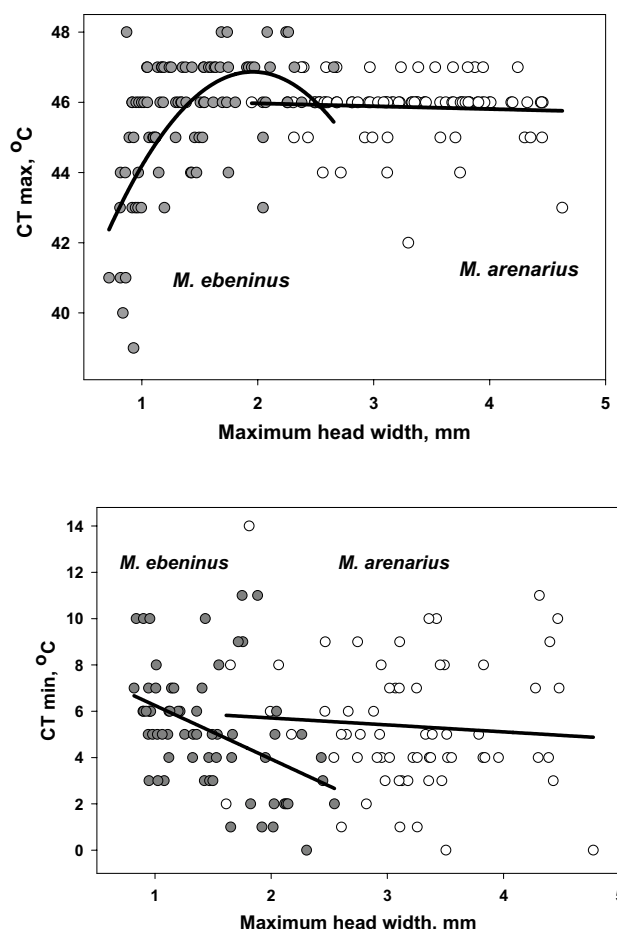 48
46
44
42
40
CT max, °C
M. ebeninus
M. arenarius
1 2 3 4 5
Maximum head width, mm
14
12
10
8
6
4
2
0
CT min, °C
M. ebeninus
M. arenarius
1 2 3 4 5
Maximum head width, mm